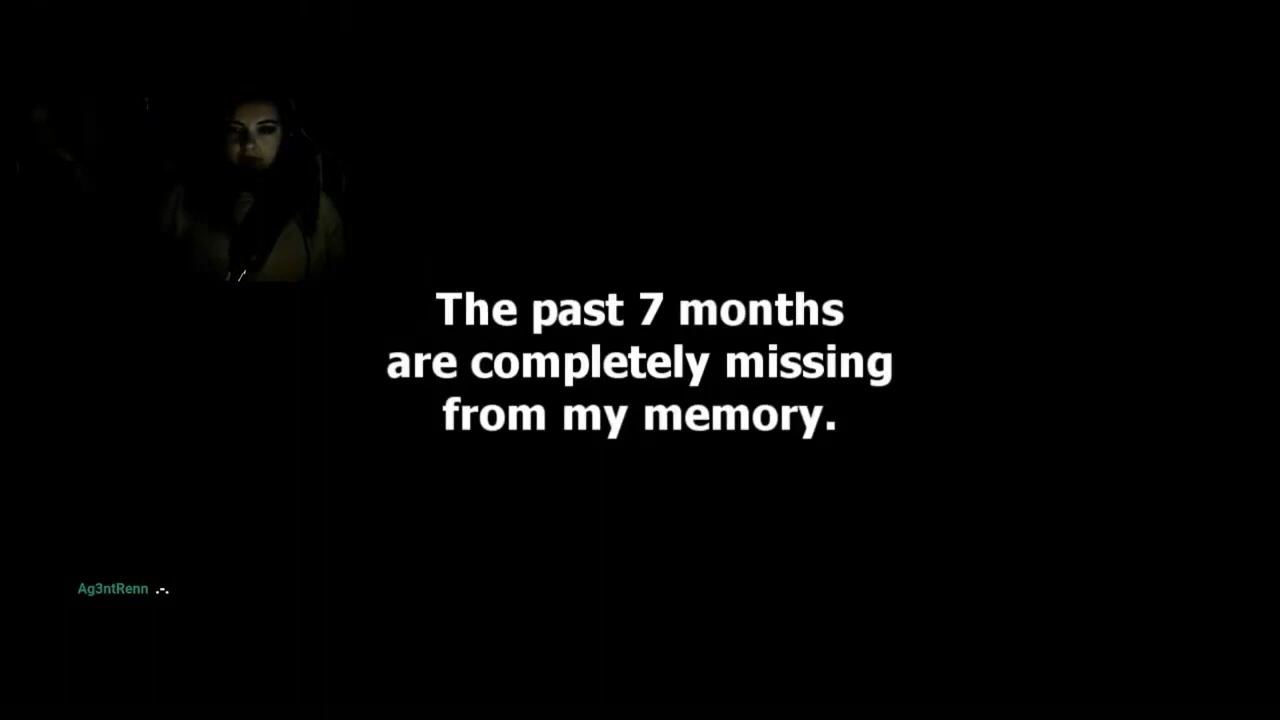 The past 7 months
are completely missing
from my memory.
Ag3ntRenn .-.